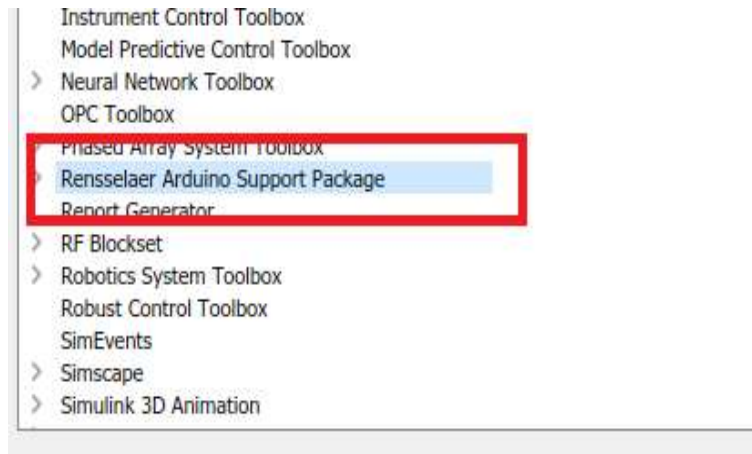 Instrument Control Toolbox
Model Predictive Control Toolbox
Neural Network Toolbox
OPC Toolbox
Phased Array System Toolbox
Rensselaer Arduino Support Package
Report Generator
RF Blockset
Robotics System Toolbox
Robust Control Toolbox
SimEvents
Simscape
Simulink 3D Animation